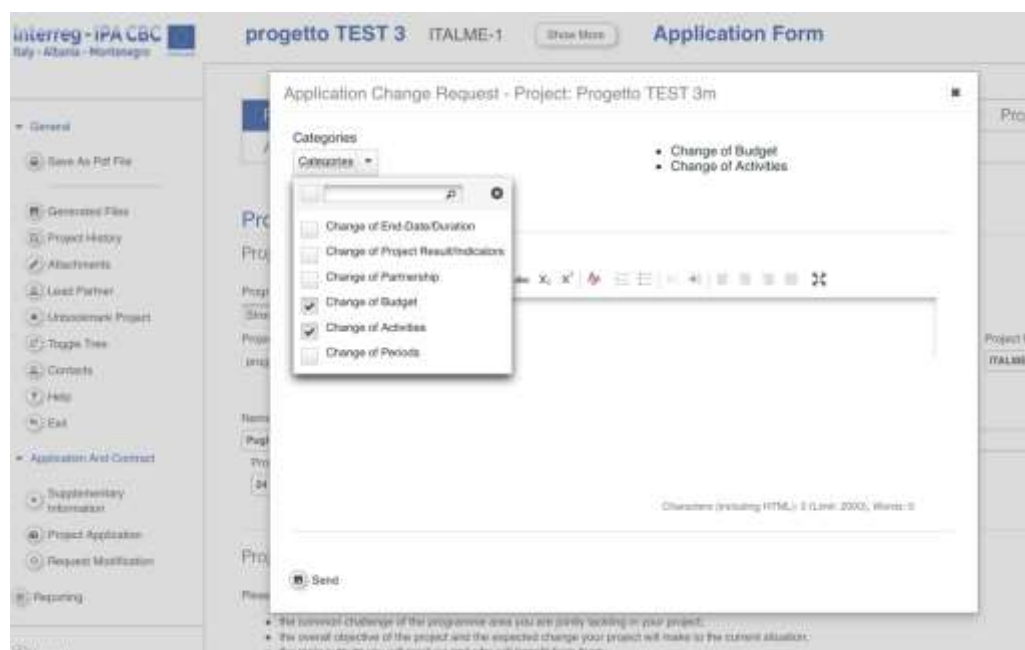 Interreg - IPA CBC
Italy - Albania - Montenegro
progetto TEST 3 ITALME-1 Show More Application Form
General
Save As Pdf File
Generated Files
Project History
Attachments
Lead Partner
Unbookmark Project
Toggle Tree
Contacts
Help
Exit
Application And Contract
Supplementary
Information
Project Application
Request Modification
Reporting
Application Change Request - Project: Progetto TEST 3m
Categories
Categories
Change of Budget
Change of Activities
Change of End-Date/Duration
Change of Project Result/Indicators
Change of Partnership
Change of Budget
Change of Activities
Change of Periods
Characters (including HTML): 0 (Limit: 2000), Words: 0
Send
Project
ITALME
the common challenge of the programme area you are jointly tackling in your project;
the overall objective of the project and the expected change your project will make to the current situation;